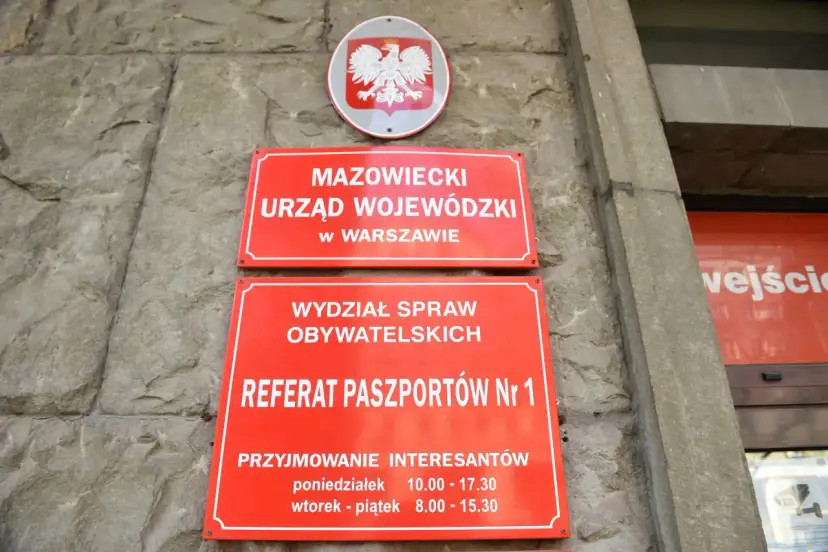 MAZOWIECKI
URZĄD WOJEWÓDZKI
w WARSZAWIE
WYDZIAŁ SPRAW
OBYWATELSKICH
REFERAT PASZPORTÓW Nr 1
PRZYJMOWANIE INTERESANTÓW
poniedziałek 10.00 - 17.30
wtorek - piątek 8.00 - 15.30
wejście